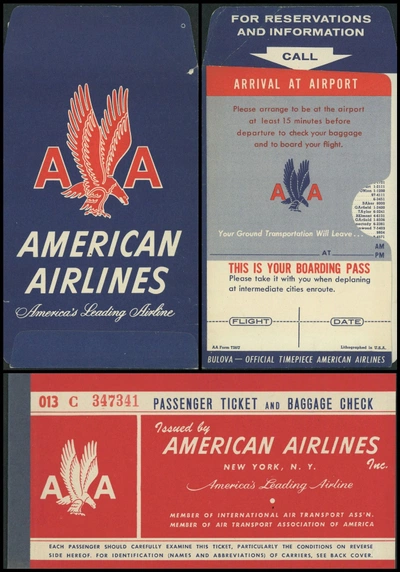 A A
AMERICAN
AIRLINES
America's Leading Airline
FOR RESERVATIONS
AND INFORMATION
CALL
ARRIVAL AT AIRPORT
Please arrange to be at the airport
at least 15 minutes before
departure to check your baggage
and to board your flight.
A A
Your Ground Transportation Will Leave...
AT AM
PM
THIS IS YOUR BOARDING PASS
Please take it with you when deplaning
at intermediate cities enroute.
FLIGHT DATE
AA Form Lithographed in U.S.A.
BULOVA — OFFICIAL TIMEPIECE AMERICAN AIRLINES
013 C 347341 PASSENGER TICKET AND BAGGAGE CHECK
Issued by
AMERICAN AIRLINES
Inc.
NEW YORK, N. Y.
America's Leading Airline
MEMBER OF INTERNATIONAL AIR TRANSPORT ASS'N.
MEMBER OF AIR TRANSPORT ASSOCIATION OF AMERICA
A A
EACH PASSENGER SHOULD CAREFULLY EXAMINE THIS TICKET, PARTICULARLY THE CONDITIONS ON REVERSE
SIDE HEREOF. FOR IDENTIFICATION (NAMES AND ABBREVIATIONS) OF CARRIERS, SEE BACK COVER.